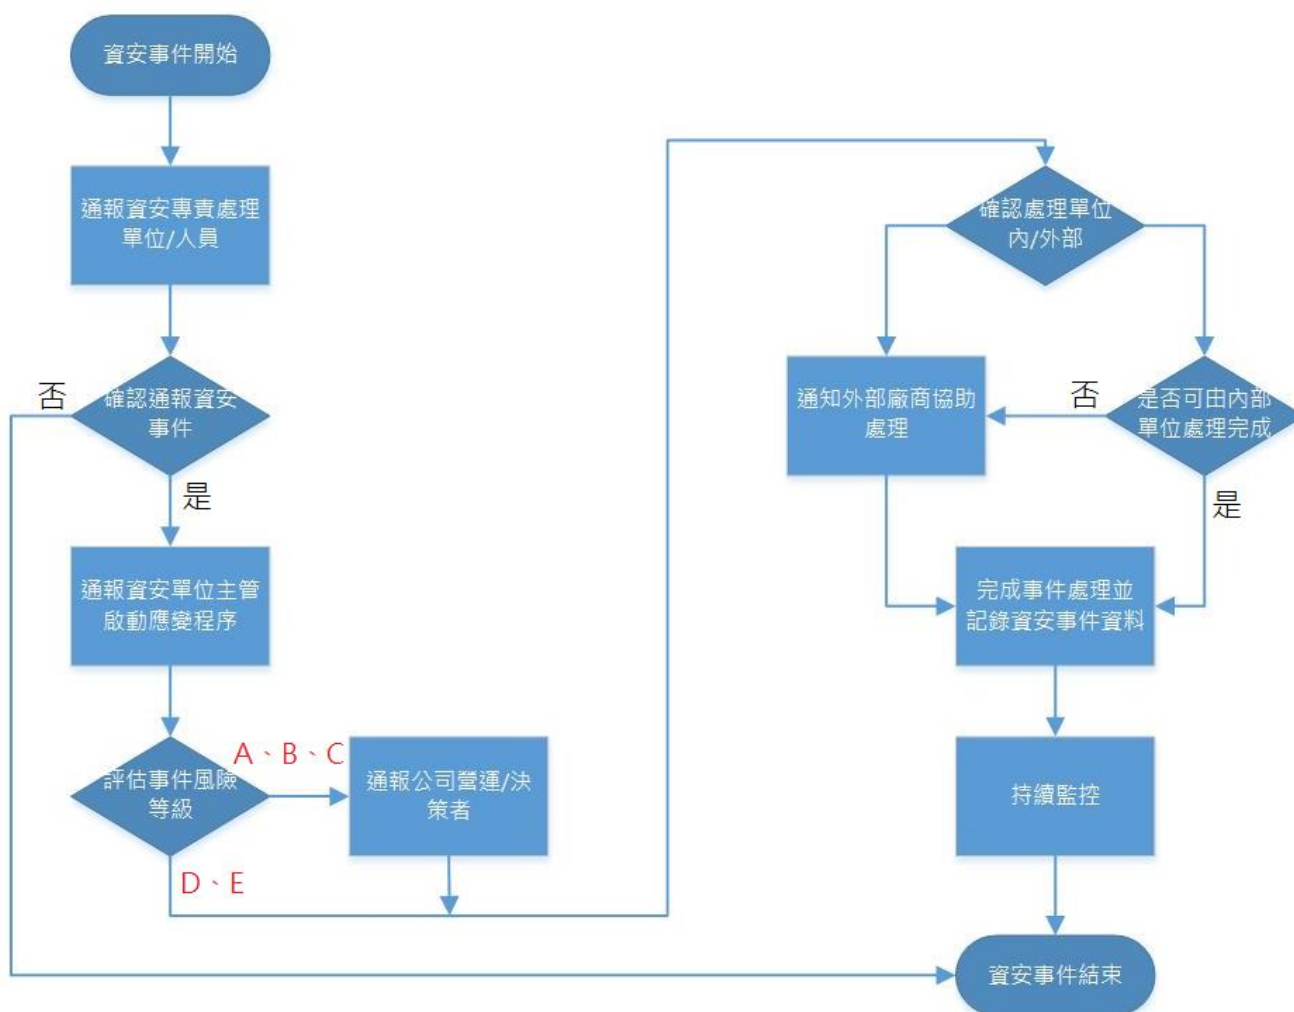 資安事件開始
通報資安專責處理
單位/人員
否
確認通報資安
事件
是
通報資安單位主管
啟動應變程序
評估事件風險
等級
A、B、C
通報公司營運/決
策者
D、E
確認處理單位
內/外部
通知外部廠商協助
處理
否
是否可由內部
單位處理完成
是
完成事件處理並
記錄資安事件資料
持續監控
資安事件結束